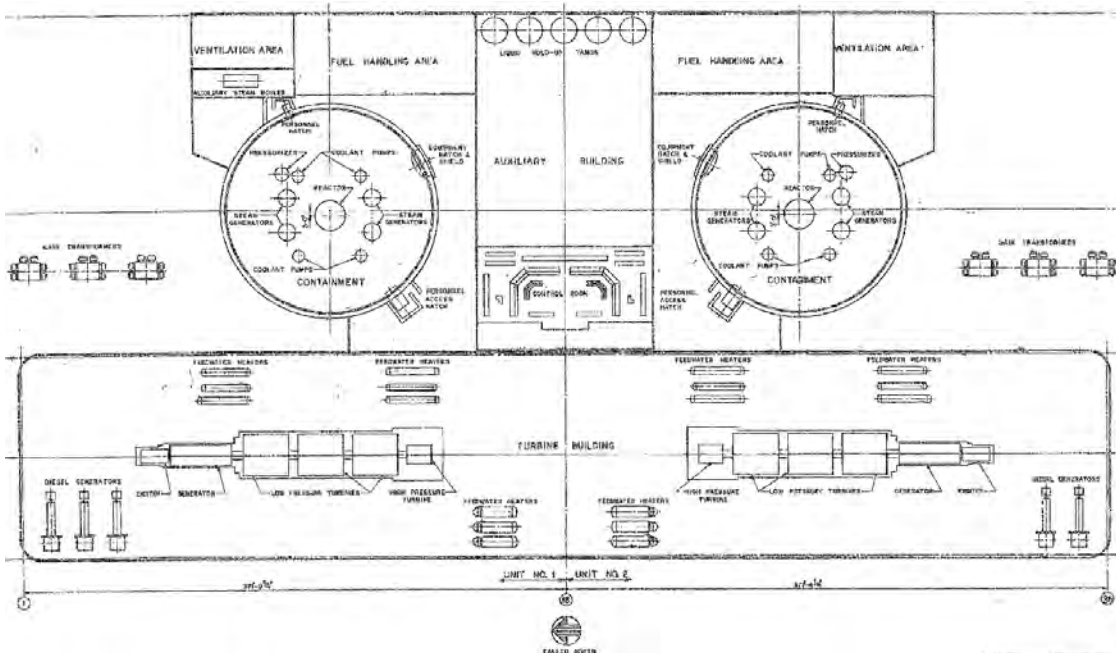 VENTILATION AREA
FUEL HANDLING AREA
LIQUID HOLD-UP TANKS
FUEL HANDLING AREA
VENTILATION AREA
AUXILIARY STEAM BOILER
PERSONNEL
HATCH
PERSONNEL
HATCH
PRESSURIZER
COOLANT PUMPS
EQUIPMENT
HATCH &
SHIELD
AUXILIARY BUILDING
EQUIPMENT
HATCH &
SHIELD
COOLANT PUMPS
PRESSURIZER
REACTOR
REACTOR
STEAM
GENERATORS
STEAM
GENERATORS
STEAM
GENERATORS
STEAM
GENERATORS
MAIN TRANSFORMERS
MAIN TRANSFORMERS
COOLANT PUMPS
CONTAINMENT
PERSONNEL
ACCESS
HATCH
CONTROL ROOM
PERSONNEL
ACCESS
HATCH
COOLANT PUMPS
CONTAINMENT
FEEDWATER HEATERS
FEEDWATER HEATERS
FEEDWATER HEATERS
FEEDWATER HEATERS
TURBINE BUILDING
DIESEL GENERATORS
EXCITER
GENERATOR
LOW PRESSURE TURBINES
HIGH PRESSURE
TURBINE
FEEDWATER HEATERS
FEEDWATER HEATERS
HIGH PRESSURE
TURBINE
LOW PRESSURE TURBINES
GENERATOR
EXCITER
DIESEL GENERATORS
UNIT NO. 1
UNIT NO. 2
CALLED NORTH